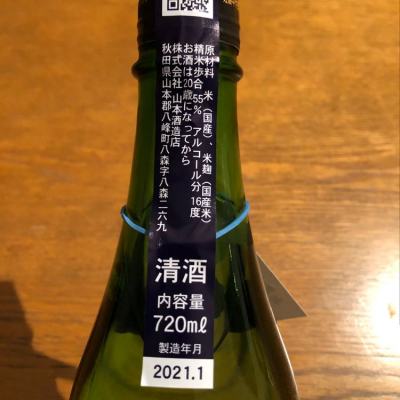 原材料 米(国産)、米麹(国産米)
精米歩合 55% アルコール分 16度
お酒は20歳になってから
株式会社 山本酒造店
秋田県山本郡八峰町八森字八森二六九
清酒
内容量
720mℓ
製造年月
2021.1